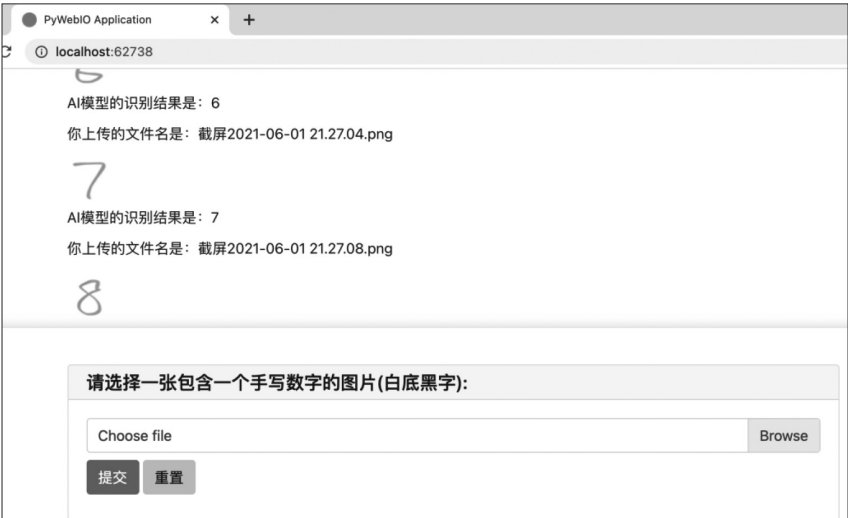 PyWebIO Application
localhost:62738
6
AI模型的识别结果是：6
你上传的文件名是：截屏2021-06-01 21.27.04.png
7
AI模型的识别结果是：7
你上传的文件名是：截屏2021-06-01 21.27.08.png
8
请选择一张包含一个手写数字的图片(白底黑字):
Choose file Browse
提交 重置